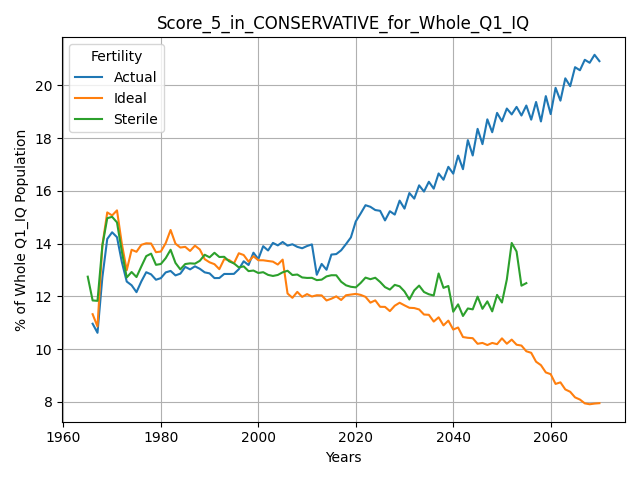 Score_5_in_CONSERVATIVE_for_Whole_Q1_IQ
Fertility
Actual
Ideal
Sterile
% of Whole Q1_IQ Population
20
18
16
14
12
10
8
1960
1980
2000
2020
2040
2060
Years